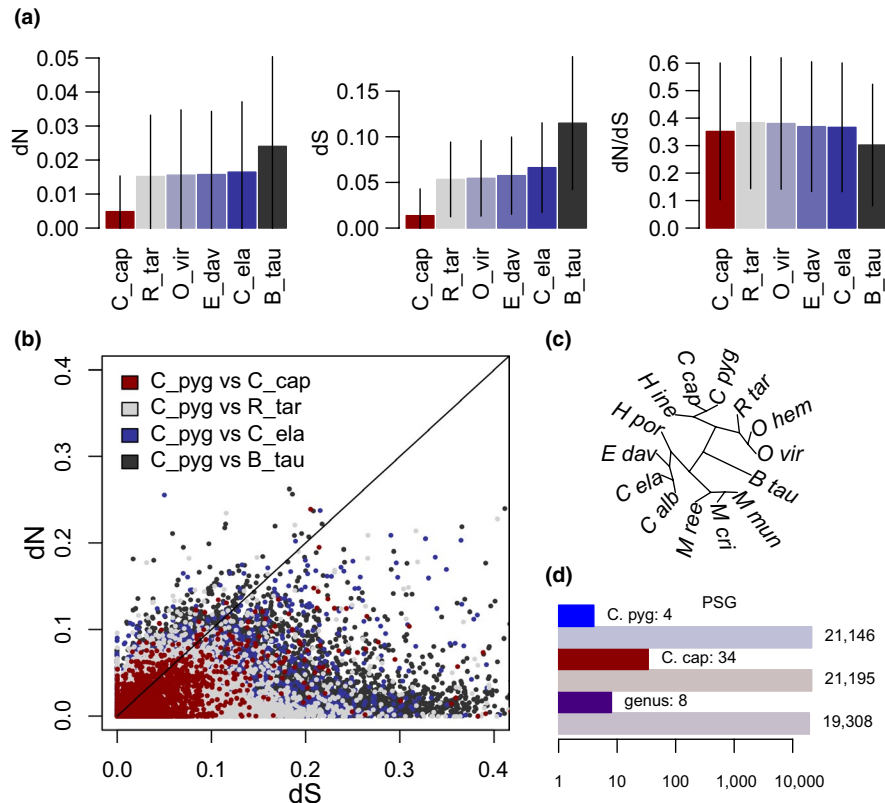 (a)
0.05
0.04
0.03
0.02
0.01
0.00
dN
C_cap
R_tar
O_vir
E_dav
C_ela
B_tau
0.15
0.10
0.05
0.00
dS
C_cap
R_tar
O_vir
E_dav
C_ela
B_tau
0.6
0.5
0.4
0.3
0.2
0.1
0.0
dN/dS
C_cap
R_tar
O_vir
E_dav
C_ela
B_tau
(b)
C_pyg vs C_cap
C_pyg vs R_tar
C_pyg vs C_ela
C_pyg vs B_tau
0.4
0.3
0.2
0.1
0.0
dN
0.0 0.1 0.2 0.3 0.4
dS
(c)
H por
H ine
C cap
C pyg
R tar
O hem
O vir
B tau
M mun
M cri
M ree
C alb
C ela
E dav
(d)
PSG
C. pyg: 4
21,146
C. cap: 34
21,195
genus: 8
19,308
1 10 100 1,000 10,000